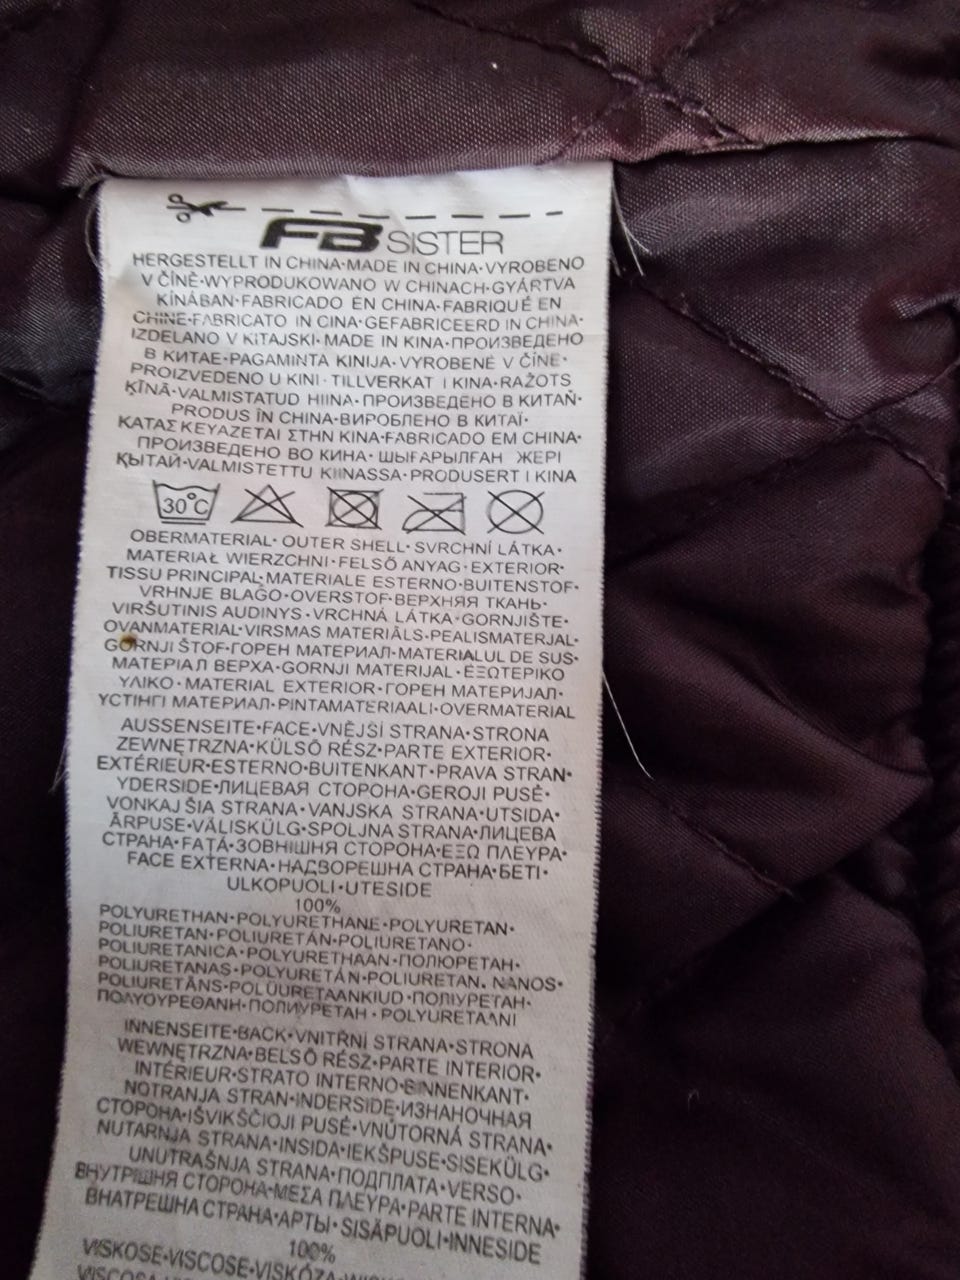 FB SISTER
HERGESTELLT IN CHINA•MADE IN CHINA•VYROBENO
V ČÍNĚ•WYPRODUKOWANO W CHINACH•GYÁRTVA
KÍNÁBAN•FABRICADO EN CHINA•FABRIQUÉ EN
CHINE•FABRICATO IN CINA•GEFABRICEERD IN CHINA•
IZDELANO V KITAJSKI•MADE IN KINA•ПРОИЗВЕДЕНО
В КИТАЕ•PAGAMINTA KINIJA•VYROBENÉ V ČÍNE•
PROIZVEDENO U KINI•TILLVERKAT I KINA•RAŽOTS
ĶĪNĀ•VALMISTATUD HIINA•ПРОИЗВЕДЕНО В КИТАЙ•
PRODUS ÎN CHINA•ВИРОБЛЕНО В КИТАЇ•
ΚΑΤΑΣΚΕΥΑΖΕΤΑΙ ΣΤΗΝ ΚΙΝΑ•FABRICADO EM CHINA•
ПРОИЗВЕДЕНО ВО КИНА•ШЫҒАРЫЛҒАН ЖЕРІ
ҚЫТАЙ•VALMISTETTU KIINASSA•PRODUSERT I KINA
30°C
OBERMATERIAL•OUTER SHELL•SVRCHNÍ LÁTKA•
MATERIAŁ WIERZCHNI•FELSŐ ANYAG•EXTERIOR•
TISSU PRINCIPAL•MATERIALE ESTERNO•BUITENSTOF•
VRHNJE BLAGO•OVERSTOF•ВЕРХНЯЯ ТКАНЬ•
VIRŠUTINIS AUDINYS•VRCHNÁ LÁTKA•GORNJIŠTE•
OVANMATERIAL•VIRSMAS MATERIĀLS•PEALISMATERJAL•
GORNJI ŠTOF•ГОРЕН МАТЕРИАЛ•MATERIALUL DE SUS•
МАТЕРІАЛ ВЕРХА•GORNJI MATERIJAL•ΕΞΩΤΕΡΙΚΟ
ΥΛΙΚΟ•MATERIAL EXTERIOR•ГОРЕН МАТЕРИЈАЛ•
ҮСТІНГІ МАТЕРИАЛ•PINTAMATERIAALI•OVERMATERIAL
AUSSENSEITE•FACE•VNĚJŠÍ STRANA•STRONA
ZEWNĘTRZNA•KÜLSŐ RÉSZ•PARTE EXTERIOR•
EXTÉRIEUR•ESTERNO•BUITENKANT•PRAVA STRAN•
YDERSIDE•ЛИЦЕВАЯ СТОРОНА•GEROJI PUSĖ•
VONKAJŠIA STRANA•VANJSKA STRANA•UTSIDA•
ĀRPUSE•VÄLISKÜLG•SPOLJNA STRANA•ЛИЦЕВА
СТРАНА•FAȚĂ•ЗОВНІШНЯ СТОРОНА•ΕΞΩ ΠΛΕΥΡΑ•
FACE EXTERNA•НАДВОРЕШНА СТРАНА•БЕТІ•
ULKOPUOLI•UTESIDE
100%
POLYURETHAN•POLYURETHANE•POLYURETAN•
POLIURETAN•POLIURETÁN•POLIURETANO•
POLIURETANICA•POLYURETHAAN•ПОЛЮРЕТАН•
POLIURETANAS•POLYURETÁN•POLIURETAN, NANOS•
POLIURETĀNS•POLÜURETAANKIUD•ПОЛІУРЕТАН•
ΠΟΛΥΟΥΡΕΘΑΝΗ•ПОЛИУРЕТАН•POLYURETAANI
INNENSEITE•BACK•VNITŘNÍ STRANA•STRONA
WEWNĘTRZNA•BELSŐ RÉSZ•PARTE INTERIOR•
INTÉRIEUR•STRATO INTERNO•BINNENKANT•
NOTRANJA STRAN•INDERSIDE•ИЗНАНОЧНАЯ
СТОРОНА•IŠVIKŠČIOJI PUSĖ•VNÚTORNÁ STRANA•
NUTARNJA STRANA•INSIDA•IEKŠPUSE•SISEKÜLG•
UNUTRAŠNJA STRANA•ПОДПЛАТА•VERSO•
ВНУТРІШНЯ СТОРОНА•ΜΕΣΑ ΠΛΕΥΡΑ•PARTE INTERNA•
ВНАТРЕШНА СТРАНА•АРТЫ•SISÄPUOLI•INNESIDE
100%
VISKOSE•VISCOSE•VISKÓZA